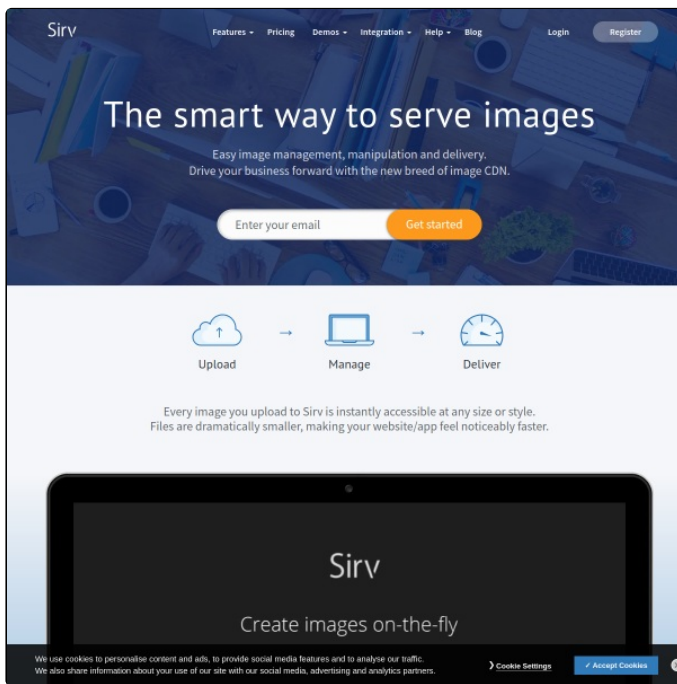 Sirv
Features Pricing Demos Integration Help Blog Login Register
The smart way to serve images
Easy image management, manipulation and delivery.
Drive your business forward with the new breed of image CDN.
Enter your email Get started
Upload → Manage → Deliver
Every image you upload to Sirv is instantly accessible at any size or style.
Files are dramatically smaller, making your website/app feel noticeably faster.
Sirv
Create images on-the-fly
We use cookies to personalise content and ads, to provide social media features and to analyse our traffic.
We also share information about your use of our site with our social media, advertising and analytics partners.
❯ Cookie Settings ✓ Accept Cookies